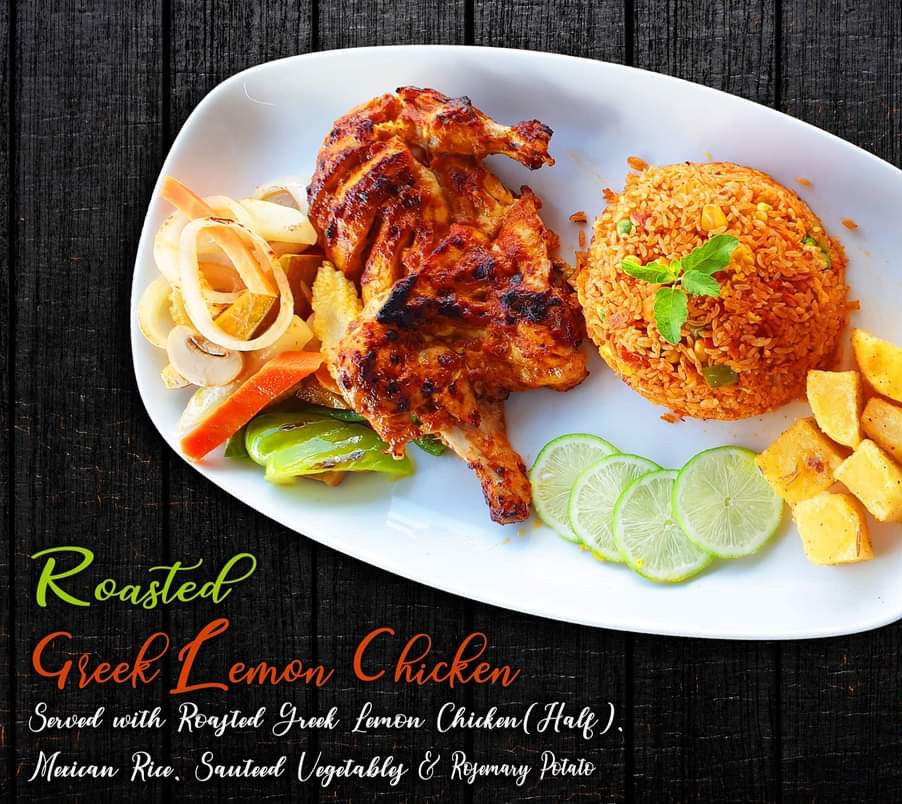 Roasted
Greek Lemon Chicken
Served with Roasted Greek Lemon Chicken(Half).
Mexican Rice. Sauteed Vegetables & Rosemary Potato